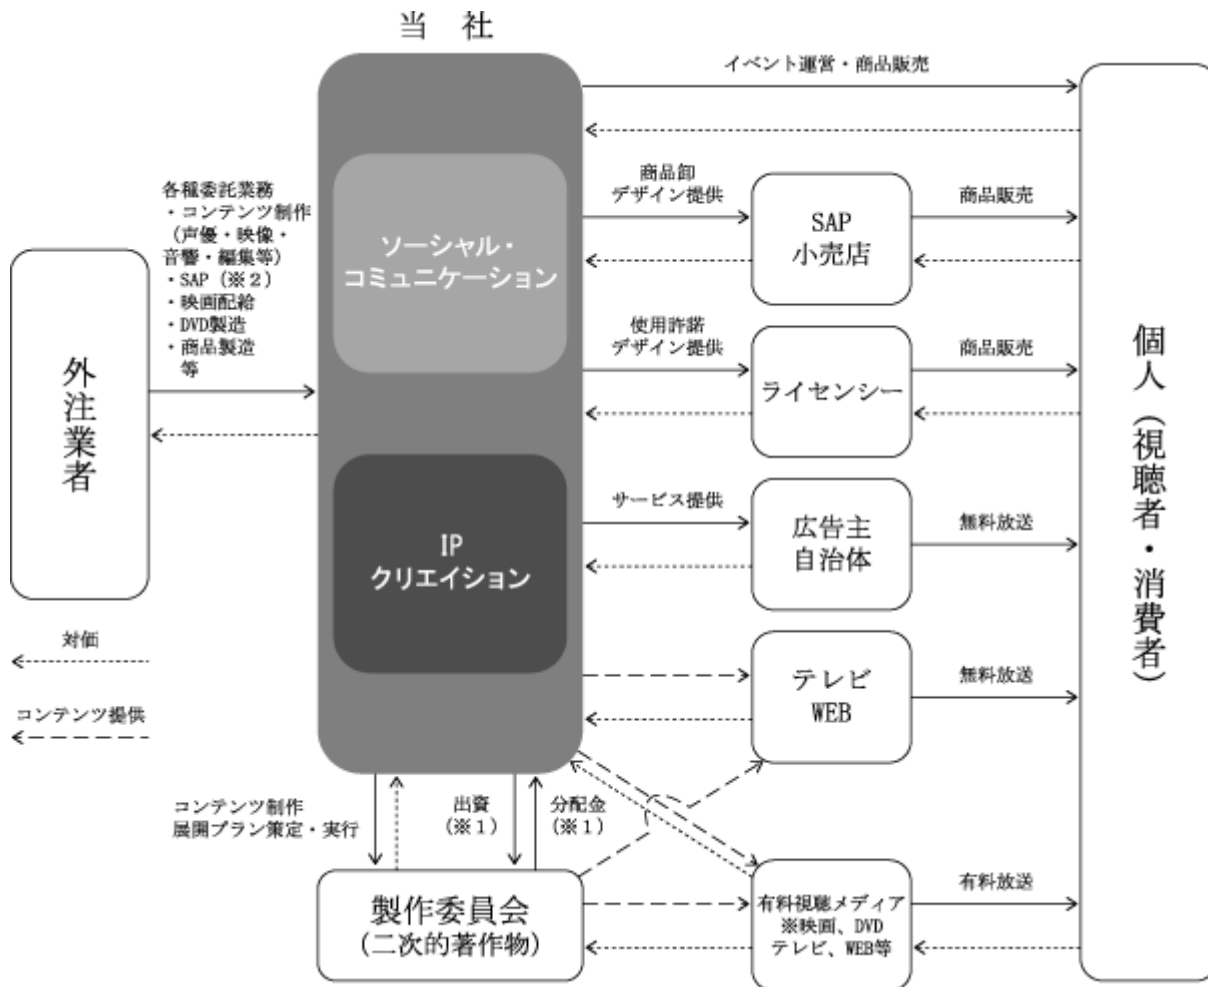 当 社
イベント運営・商品販売
各種委託業務
・コンテンツ制作
（声優・映像・
音響・編集等）
・SAP（※２）
・映画配給
・DVD製造
・商品製造
等
外注業者
対価
コンテンツ提供
ソーシャル・
コミュニケーション
IP
クリエイション
商品卸
デザイン提供
SAP
小売店
商品販売
使用許諾
デザイン提供
ライセンシー
商品販売
サービス提供
広告主
自治体
無料放送
テレビ
WEB
無料放送
個人（視聴者・消費者）
コンテンツ制作
展開プラン策定・実行
出資
（※１）
分配金
（※１）
製作委員会
（二次的著作物）
有料視聴メディア
※映画、DVD
テレビ、WEB等
有料放送